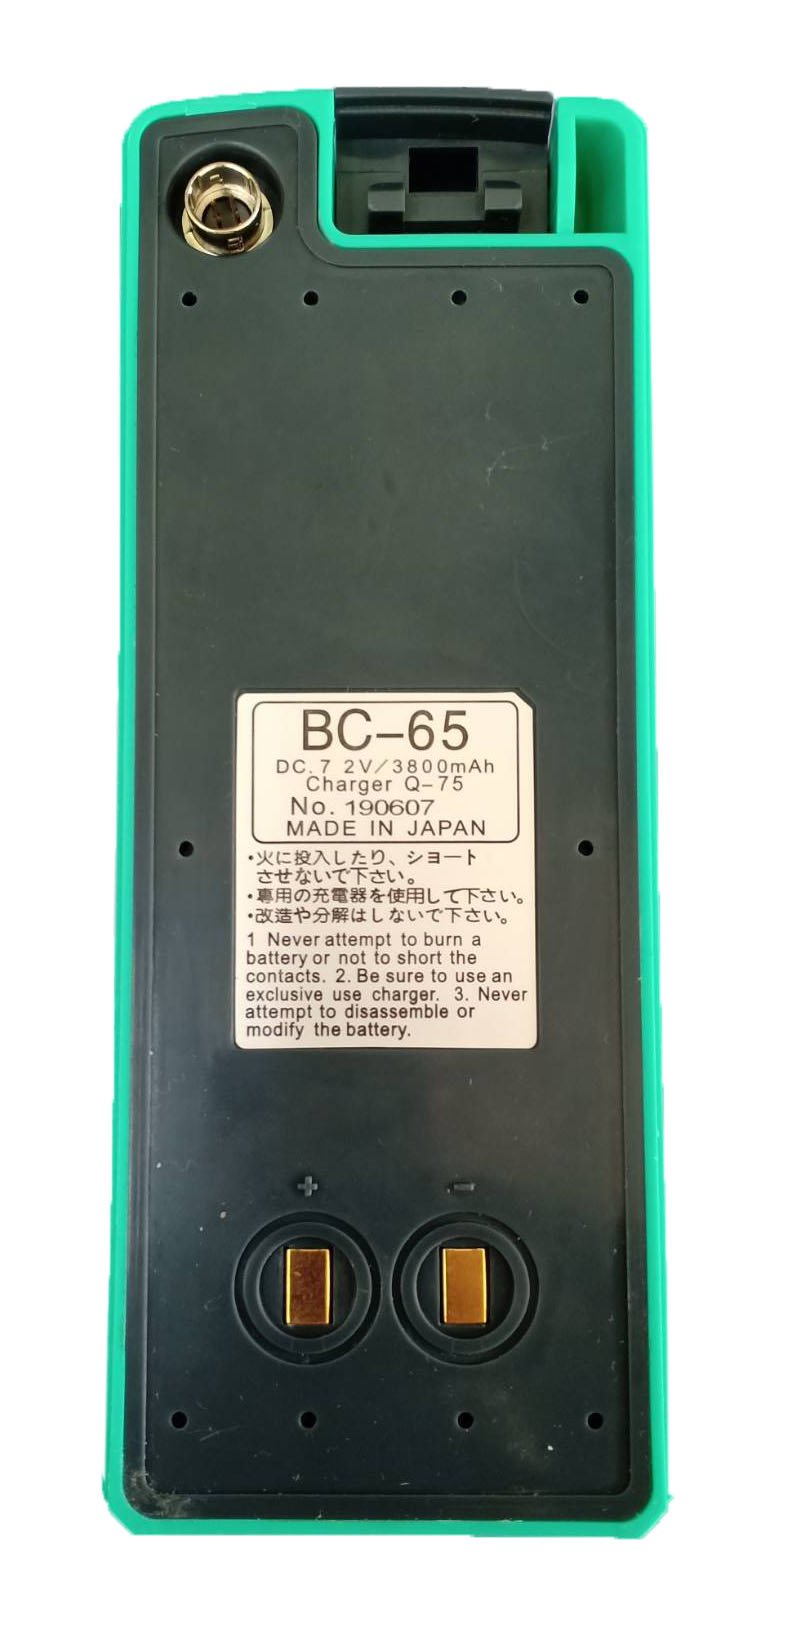 BC-65
DC.7 2V/3800mAh
Charger Q-75
No. 190607
MADE IN JAPAN
・火に投入したり、ショート
させないで下さい。
・専用の充電器を使用して下さい。
・改造や分解はしないで下さい。
1 Never attempt to burn a
battery or not to short the
contacts. 2. Be sure to use an
exclusive use charger. 3. Never
attempt to disassemble or
modify the battery.
+ -